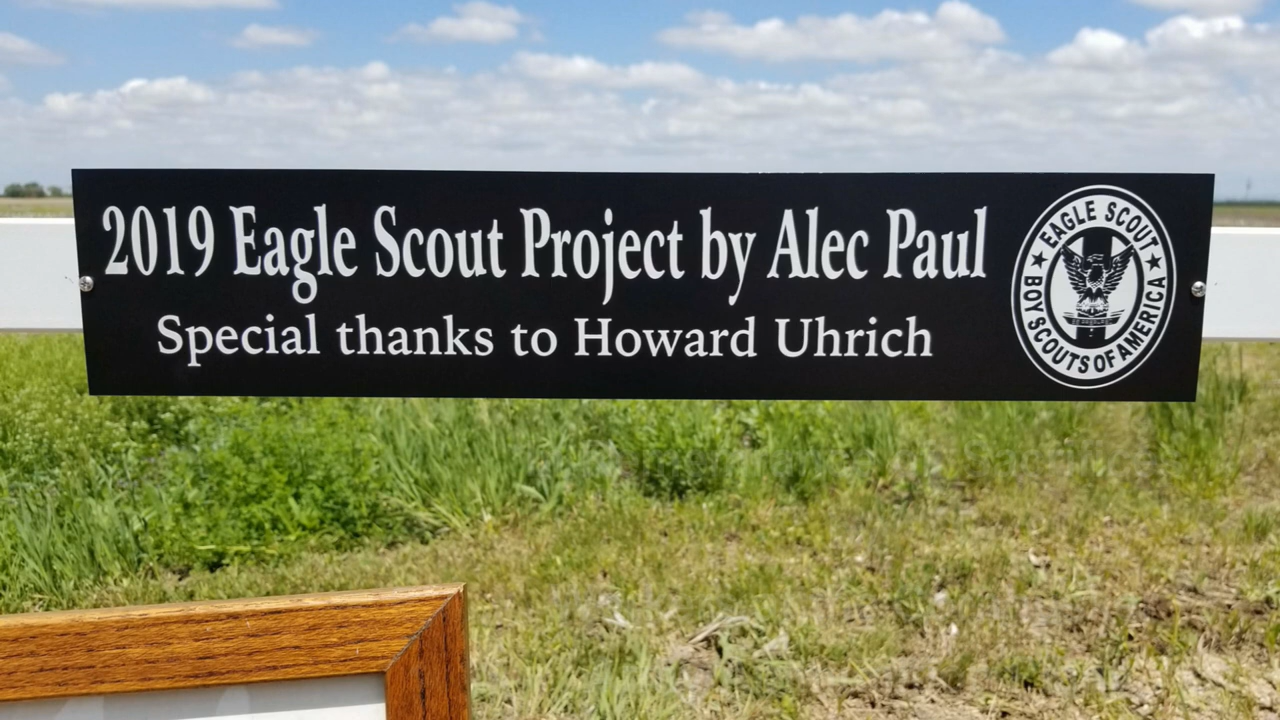 2019 Eagle Scout Project by Alec Paul
Special thanks to Howard Uhrich
EAGLE SCOUT
BOY SCOUTS OF AMERICA